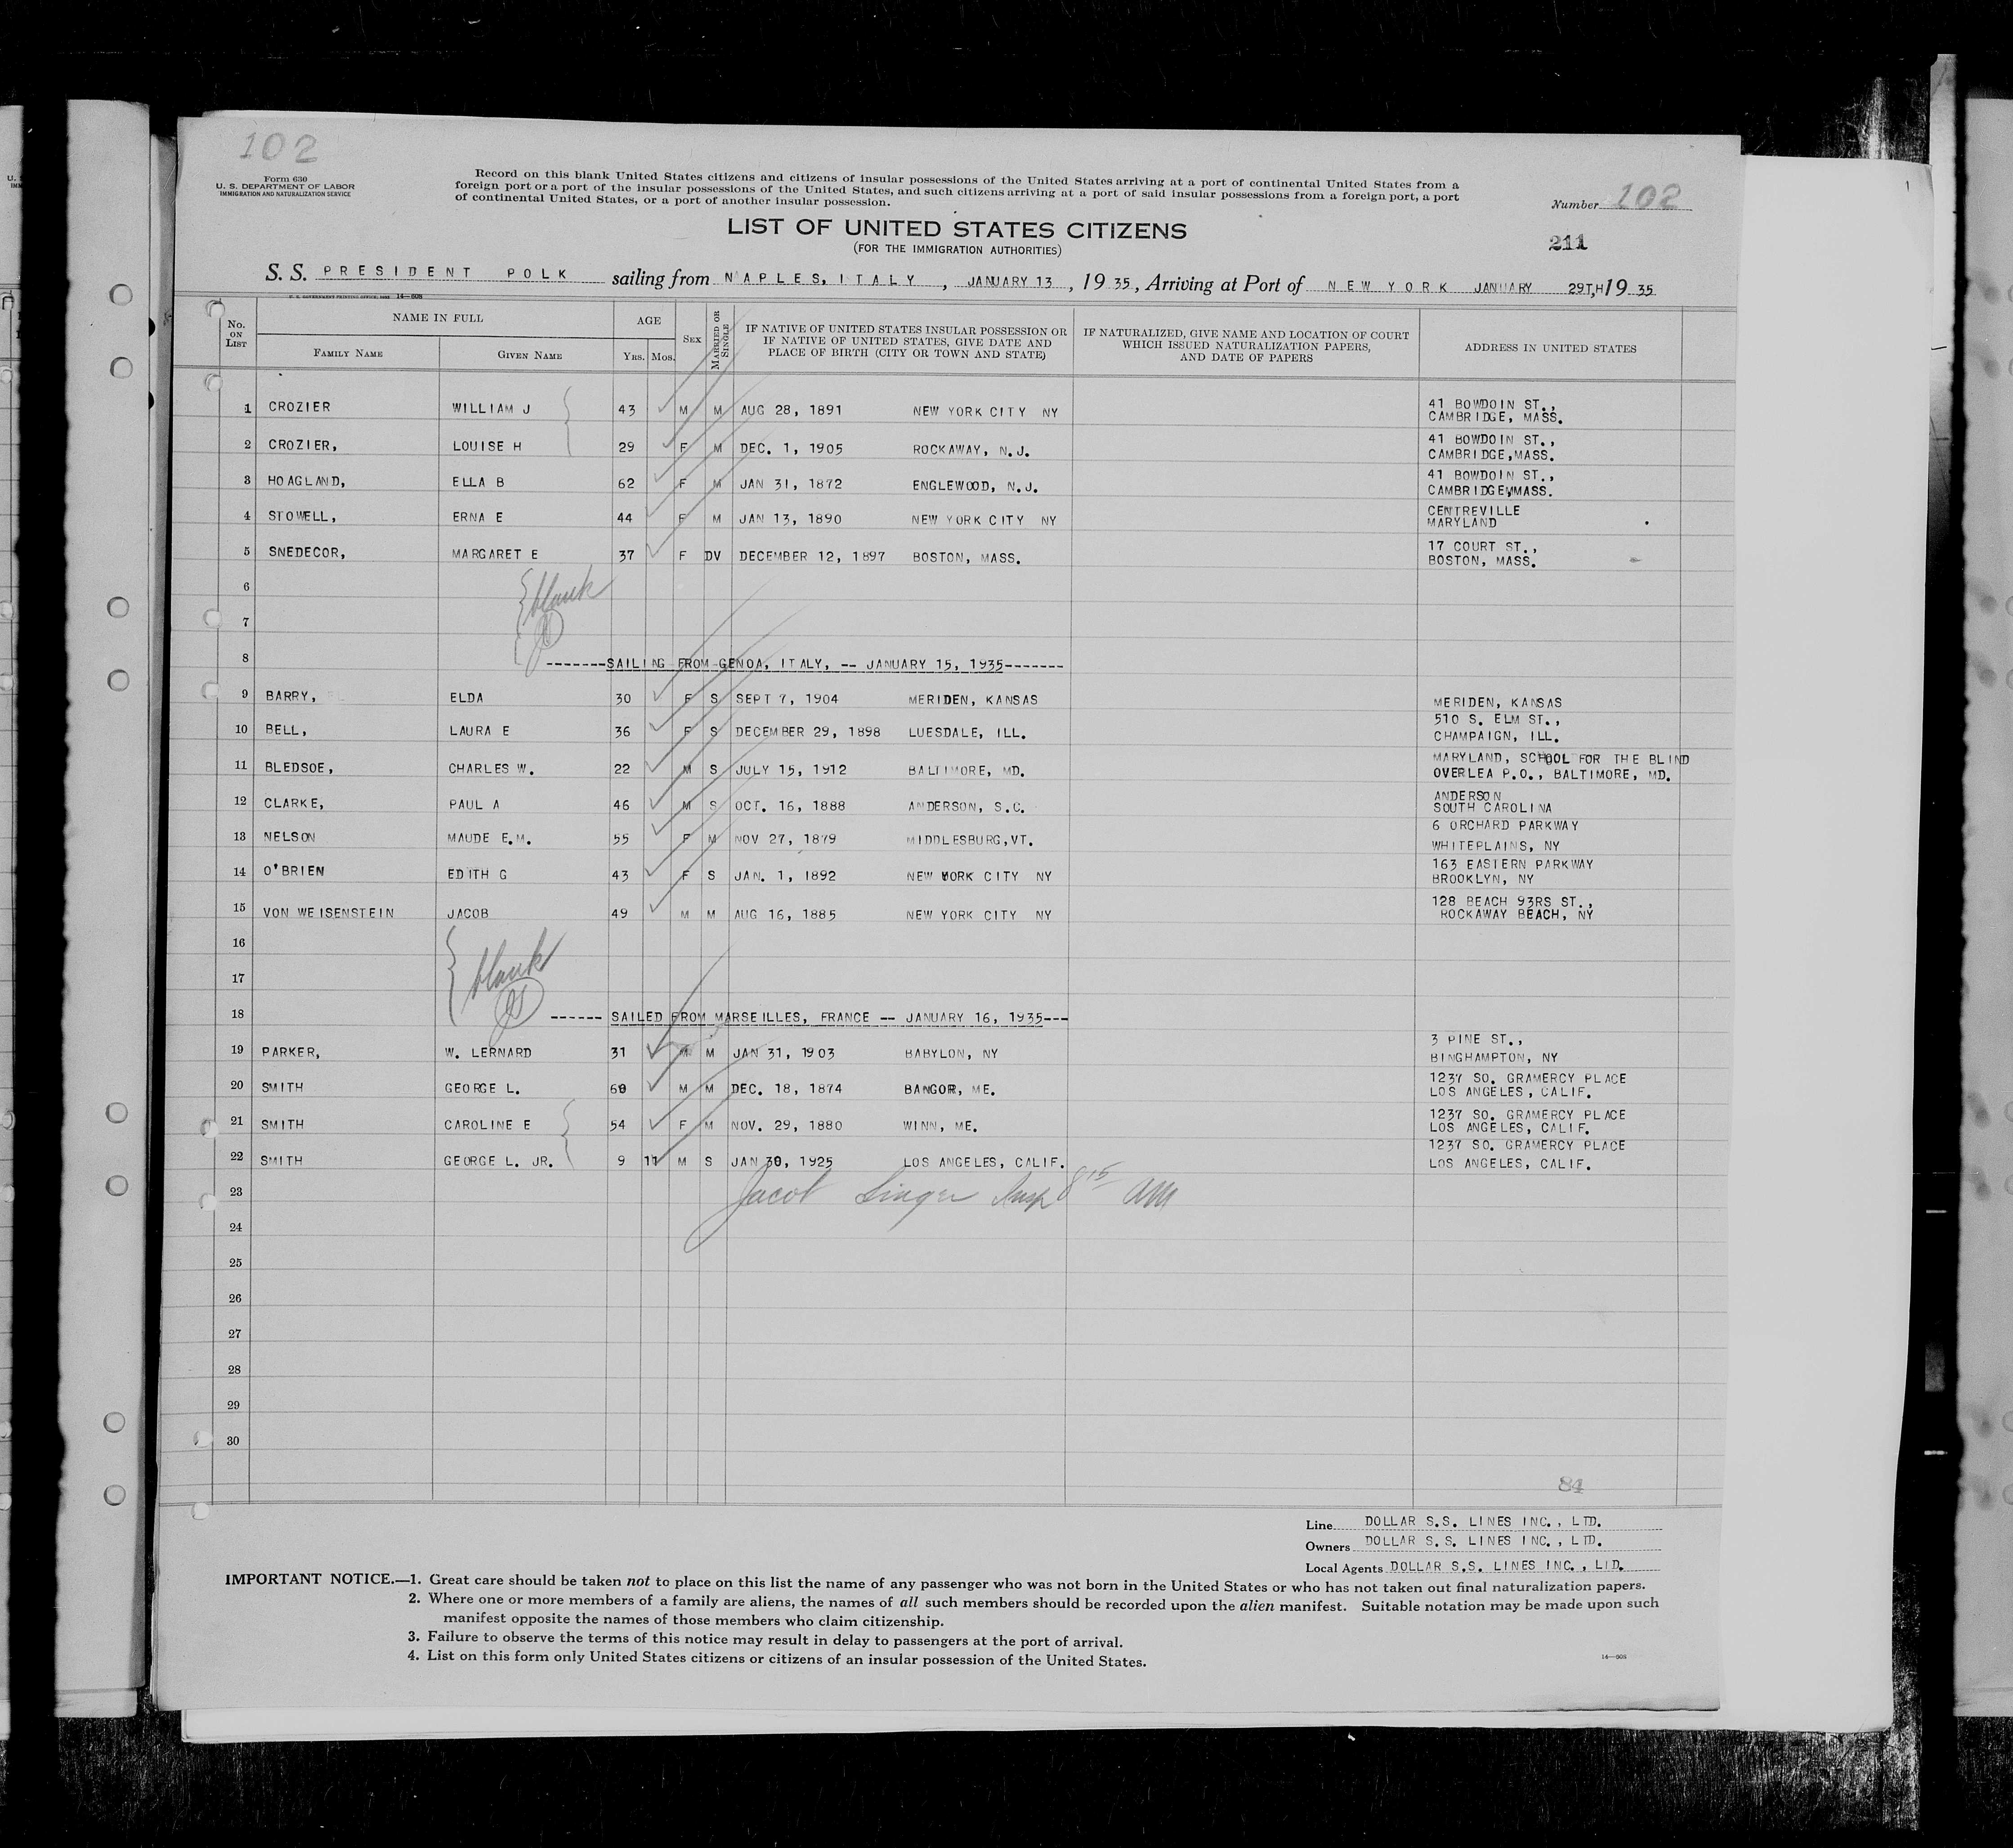 102
Form 630
U. S. DEPARTMENT OF LABOR
IMMIGRATION AND NATURALIZATION SERVICE
Record on this blank United States citizens and citizens of insular possessions of the United States arriving at a port of continental United States from a
foreign port or a port of the insular possessions of the United States, and such citizens arriving at a port of said insular possessions from a foreign port, a port
of continental United States, or a port of another insular possession.
Number 102
LIST OF UNITED STATES CITIZENS
(FOR THE IMMIGRATION AUTHORITIES)
211
S. S. PRESIDENT POLK sailing from NAPLES, ITALY, JANUARY 13, 1935, Arriving at Port of NEW YORK JANUARY 29TH, 1935
U. S. GOVERNMENT PRINTING OFFICE: 14—808
No. ON LIST NAME IN FULL AGE SEX MARRIED OR SINGLE IF NATIVE OF UNITED STATES INSULAR POSSESSION OR IF NATIVE OF UNITED STATES, GIVE DATE AND PLACE OF BIRTH (CITY OR TOWN AND STATE) IF NATURALIZED, GIVE NAME AND LOCATION OF COURT WHICH ISSUED NATURALIZATION PAPERS, AND DATE OF PAPERS ADDRESS IN UNITED STATES
FAMILY NAME GIVEN NAME YRS. MOS.
1 CROZIER WILLIAM J 43 M M AUG 28, 1891 NEW YORK CITY NY 41 BOWDOIN ST., CAMBRIDGE, MASS.
2 CROZIER, LOUISE H 29 F M DEC. 1, 1905 ROCKAWAY, N.J. 41 BOWDOIN ST., CAMBRIDGE,MASS.
3 HOAGLAND, ELLA B 62 F M JAN 31, 1872 ENGLEWOOD, N.J. 41 BOWDOIN ST., CAMBRIDGE,MASS.
4 STOWELL, ERNA E 44 F M JAN 13, 1890 NEW YORK CITY NY CENTREVILLE MARYLAND
5 SNEDECOR, MARGARET E 37 F DV DECEMBER 12, 1897 BOSTON, MASS. 17 COURT ST., BOSTON, MASS.
6 blank
7
8 -------SAILING FROM GENOA, ITALY, -- JANUARY 15, 1935-------
9 BARRY, ELDA 30 F S SEPT 7, 1904 MERIDEN, KANSAS MERIDEN, KANSAS
10 BELL, LAURA E 36 F S DECEMBER 29, 1898 LUESDALE, ILL. 510 S. ELM ST., CHAMPAIGN, ILL.
11 BLEDSOE, CHARLES W. 22 M S JULY 15, 1912 BALTIMORE, MD. MARYLAND, SCHOOL FOR THE BLIND OVERLEA P.O., BALTIMORE, MD.
12 CLARKE, PAUL A 46 M S OCT. 16, 1888 ANDERSON, S.C. ANDERSON SOUTH CAROLINA
13 NELSON MAUDE E.M. 55 F M NOV 27, 1879 MIDDLESBURG,VT. 6 ORCHARD PARKWAY WHITEPLAINS, NY
14 O'BRIEN EDITH G 43 F S JAN. 1, 1892 NEW YORK CITY NY 163 EASTERN PARKWAY BROOKLYN, NY
15 VON WEISENSTEIN JACOB 49 M M AUG 16, 1885 NEW YORK CITY NY 128 BEACH 93RS ST., ROCKAWAY BEACH, NY
16
17 blank
18 ------ SAILED FROM MARSEILLES, FRANCE -- JANUARY 16, 1935---
19 PARKER, W. LERNARD 31 M M JAN 31, 1903 BABYLON, NY 3 PINE ST., BINGHAMPTON, NY
20 SMITH GEORGE L. 60 M M DEC. 18, 1874 BANGOR, ME. 1237 SO. GRAMERCY PLACE LOS ANGELES, CALIF.
21 SMITH CAROLINE E 54 F M NOV. 29, 1880 WINN, ME. 1237 SO. GRAMERCY PLACE LOS ANGELES, CALIF.
22 SMITH GEORGE L. JR. 9 11 M S JAN 30, 1925 LOS ANGELES, CALIF. 1237 SO. GRAMERCY PLACE LOS ANGELES, CALIF.
23 Jacob Singer Insp 8 15 AM
24
25
26
27
28
29
30
84
Line DOLLAR S.S. LINES INC., LTD.
Owners DOLLAR S.S. LINES INC., LTD.
Local Agents DOLLAR S.S. LINES INC., LTD.
IMPORTANT NOTICE.—1. Great care should be taken not to place on this list the name of any passenger who was not born in the United States or who has not taken out final naturalization papers.
2. Where one or more members of a family are aliens, the names of all such members should be recorded upon the alien manifest. Suitable notation may be made upon such
manifest opposite the names of those members who claim citizenship.
3. Failure to observe the terms of this notice may result in delay to passengers at the port of arrival.
4. List on this form only United States citizens or citizens of an insular possession of the United States.
14—808